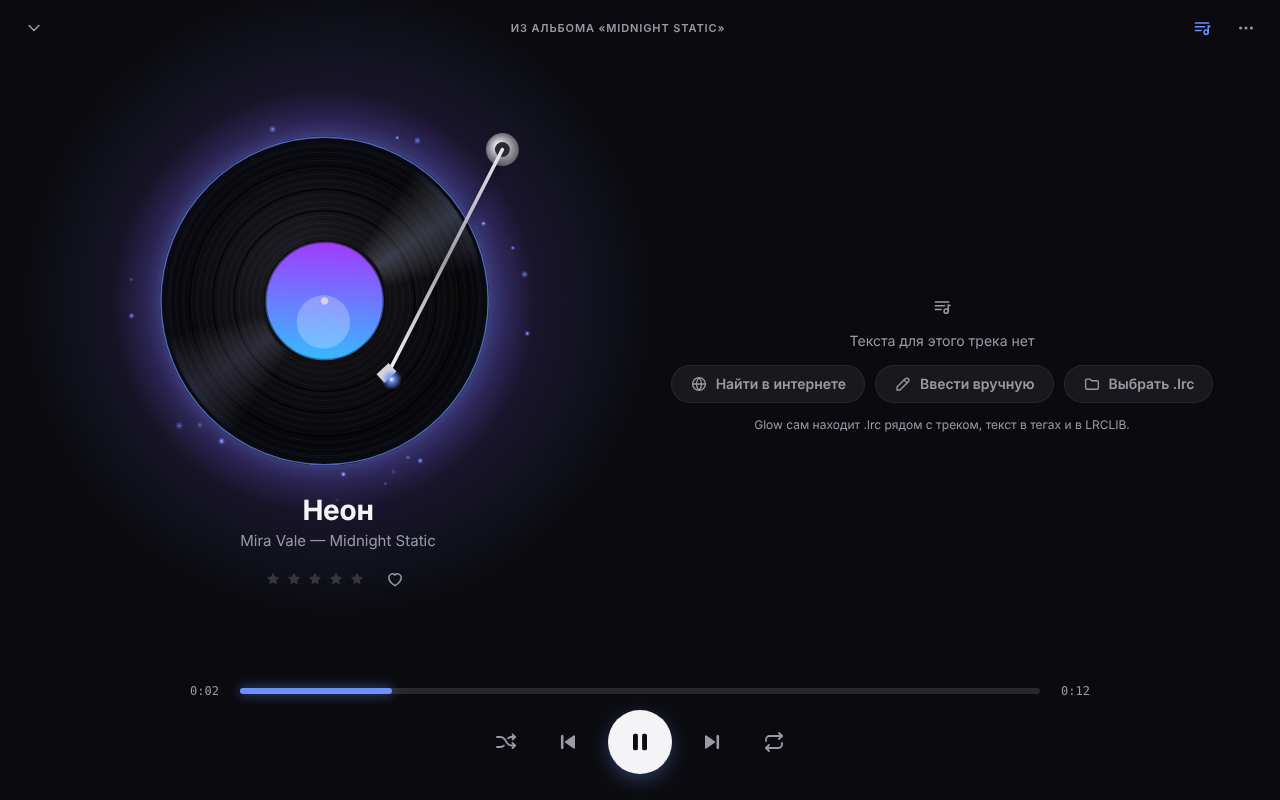 ИЗ АЛЬБОМА «MIDNIGHT STATIC»
Неон
Mira Vale — Midnight Static
Текста для этого трека нет
Найти в интернете
Ввести вручную
Выбрать .lrc
Glow сам находит .lrc рядом с треком, текст в тегах и в LRCLIB.
0:02
0:12